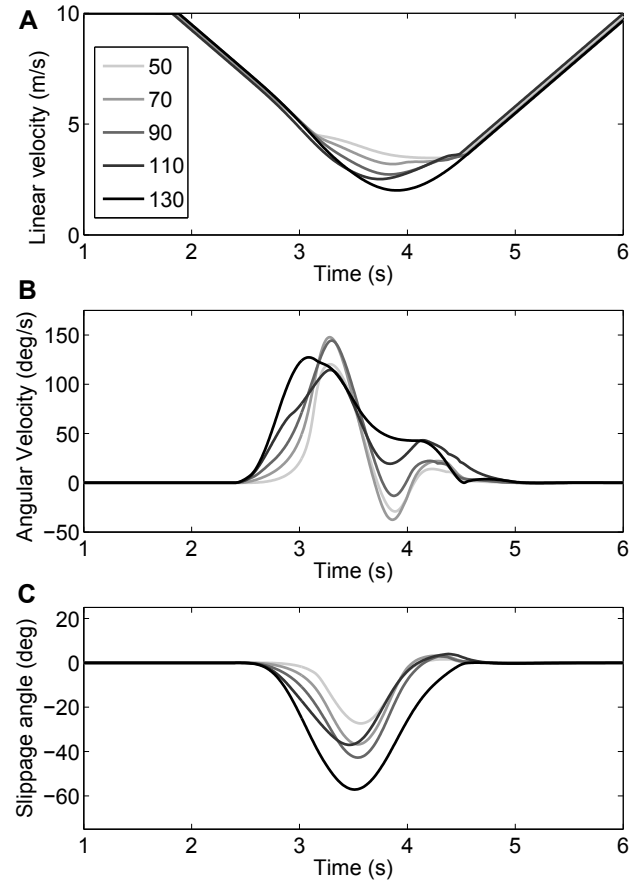 A
10
5
0
Linear velocity (m/s)
50
70
90
110
130
1 2 3 4 5 6
Time (s)
B
150
100
50
0
−50
Angular Velocity (deg/s)
1 2 3 4 5 6
Time (s)
C
20
0
−20
−40
−60
Slippage angle (deg)
1 2 3 4 5 6
Time (s)